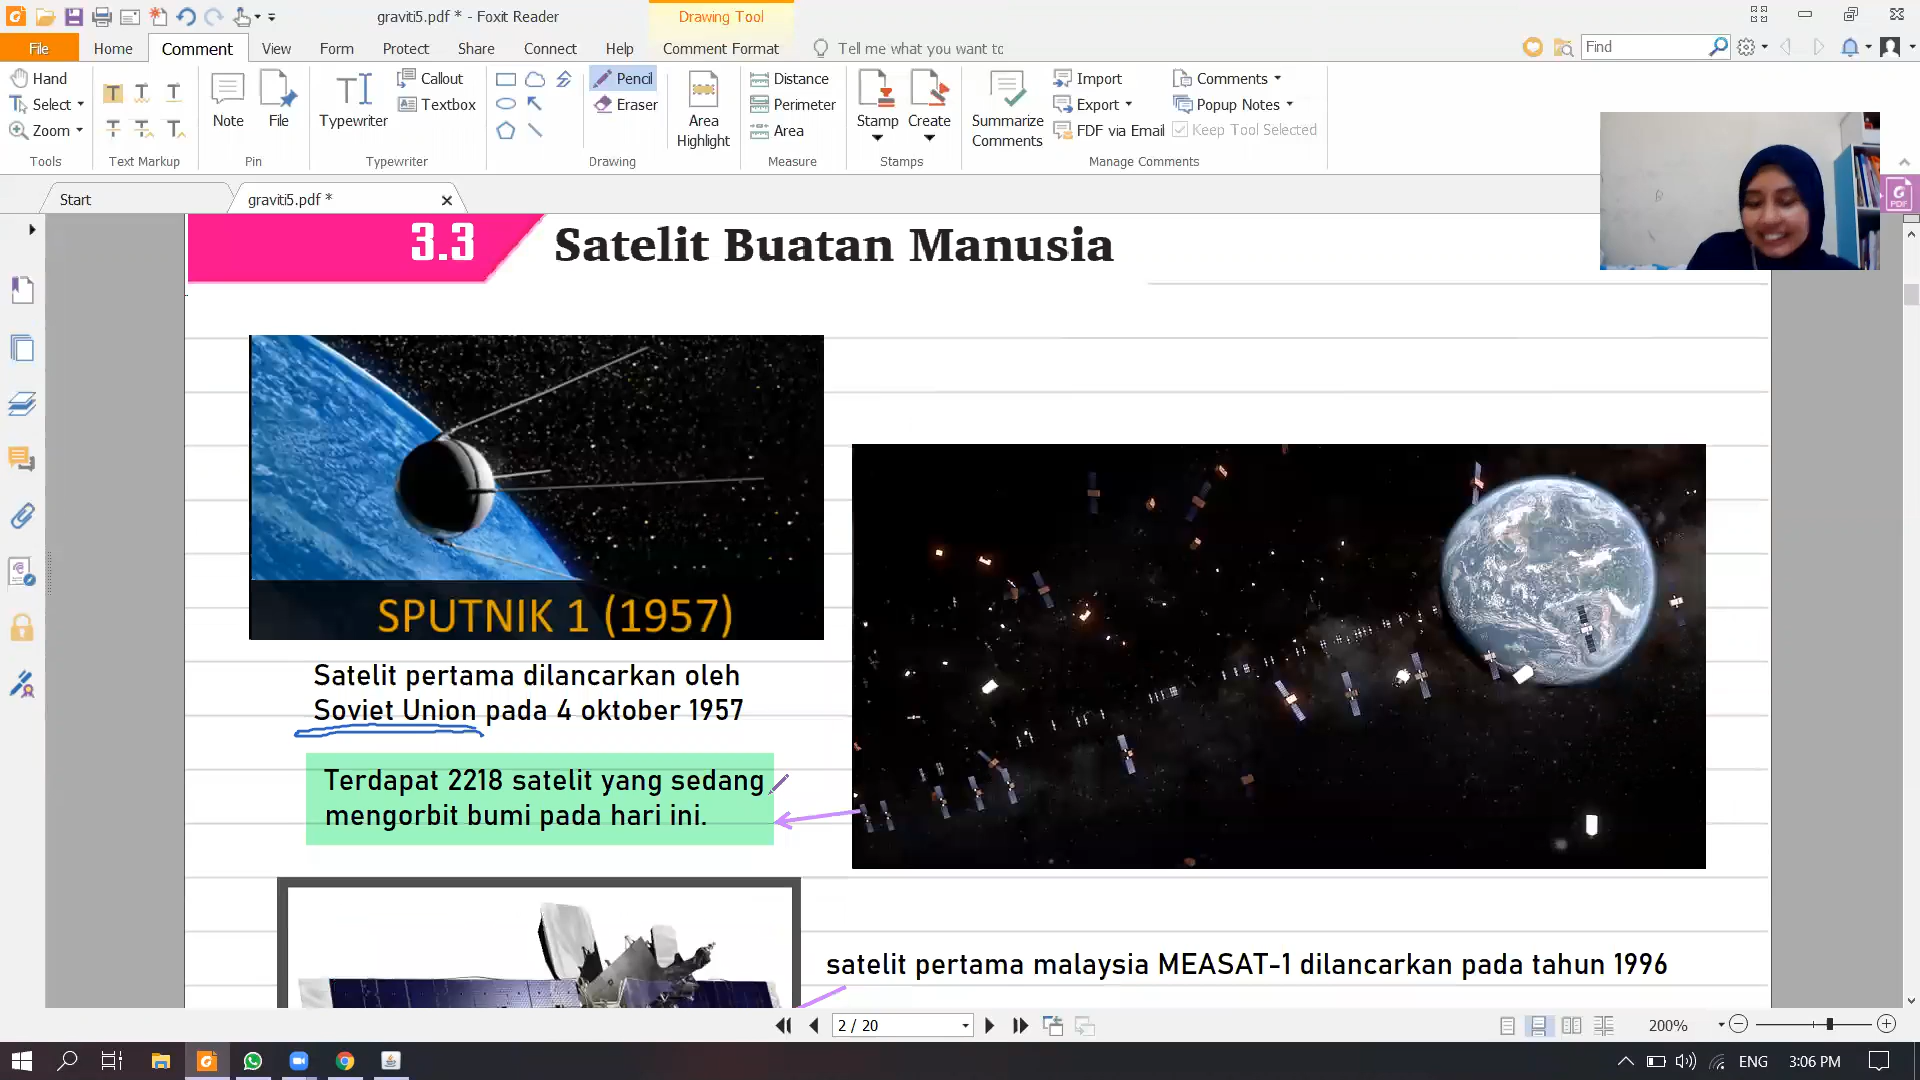 graviti5.pdf * - Foxit Reader
Drawing Tool
File Home Comment View Form Protect Share Connect Help Comment Format Tell me what you want to Find
Hand
Select
Zoom
Tools
Text Markup
Note
File
Pin
Typewriter
Callout
Textbox
Typewriter
Pencil
Eraser
Area Highlight
Drawing
Distance
Perimeter
Area
Measure
Stamp
Create
Stamps
Summarize Comments
Import
Export
FDF via Email
Comments
Popup Notes
Keep Tool Selected
Manage Comments
PDF
Start
graviti5.pdf *
3.3 Satelit Buatan Manusia
SPUTNIK 1 (1957)
Satelit pertama dilancarkan oleh
Soviet Union pada 4 oktober 1957
Terdapat 2218 satelit yang sedang
mengorbit bumi pada hari ini.
satelit pertama malaysia MEASAT-1 dilancarkan pada tahun 1996
2 / 20
200%
ENG 3:06 PM